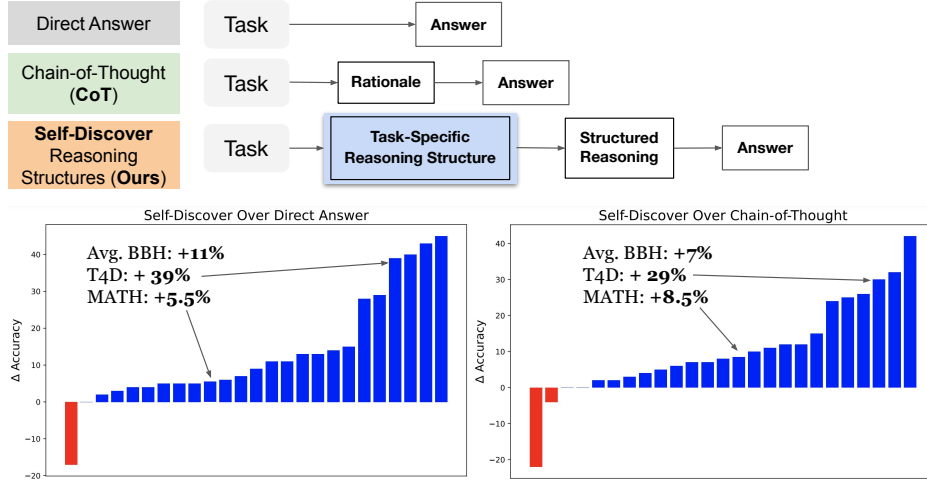 Direct Answer
Task
Answer
Chain-of-Thought
(CoT)
Task
Rationale
Answer
Self-Discover
Reasoning
Structures (Ours)
Task
Task-Specific
Reasoning Structure
Structured
Reasoning
Answer
Self-Discover Over Direct Answer
Avg. BBH: +11%
T4D: + 39%
MATH: +5.5%
Δ Accuracy
40
30
20
10
0
−10
−20
Self-Discover Over Chain-of-Thought
Avg. BBH: +7%
T4D: + 29%
MATH: +8.5%
Δ Accuracy
40
30
20
10
0
−10
−20